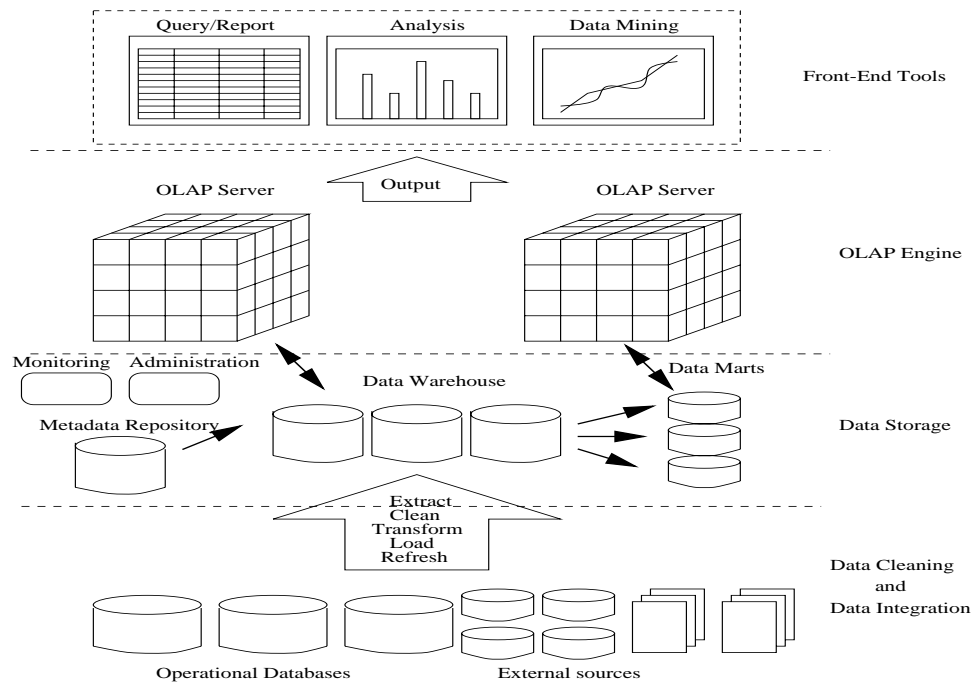 Query/Report
Analysis
Data Mining
Front-End Tools
Output
OLAP Server
OLAP Server
OLAP Engine
Monitoring
Administration
Data Warehouse
Data Marts
Metadata Repository
Data Storage
Extract
Clean
Transform
Load
Refresh
Data Cleaning
and
Data Integration
Operational Databases
External sources